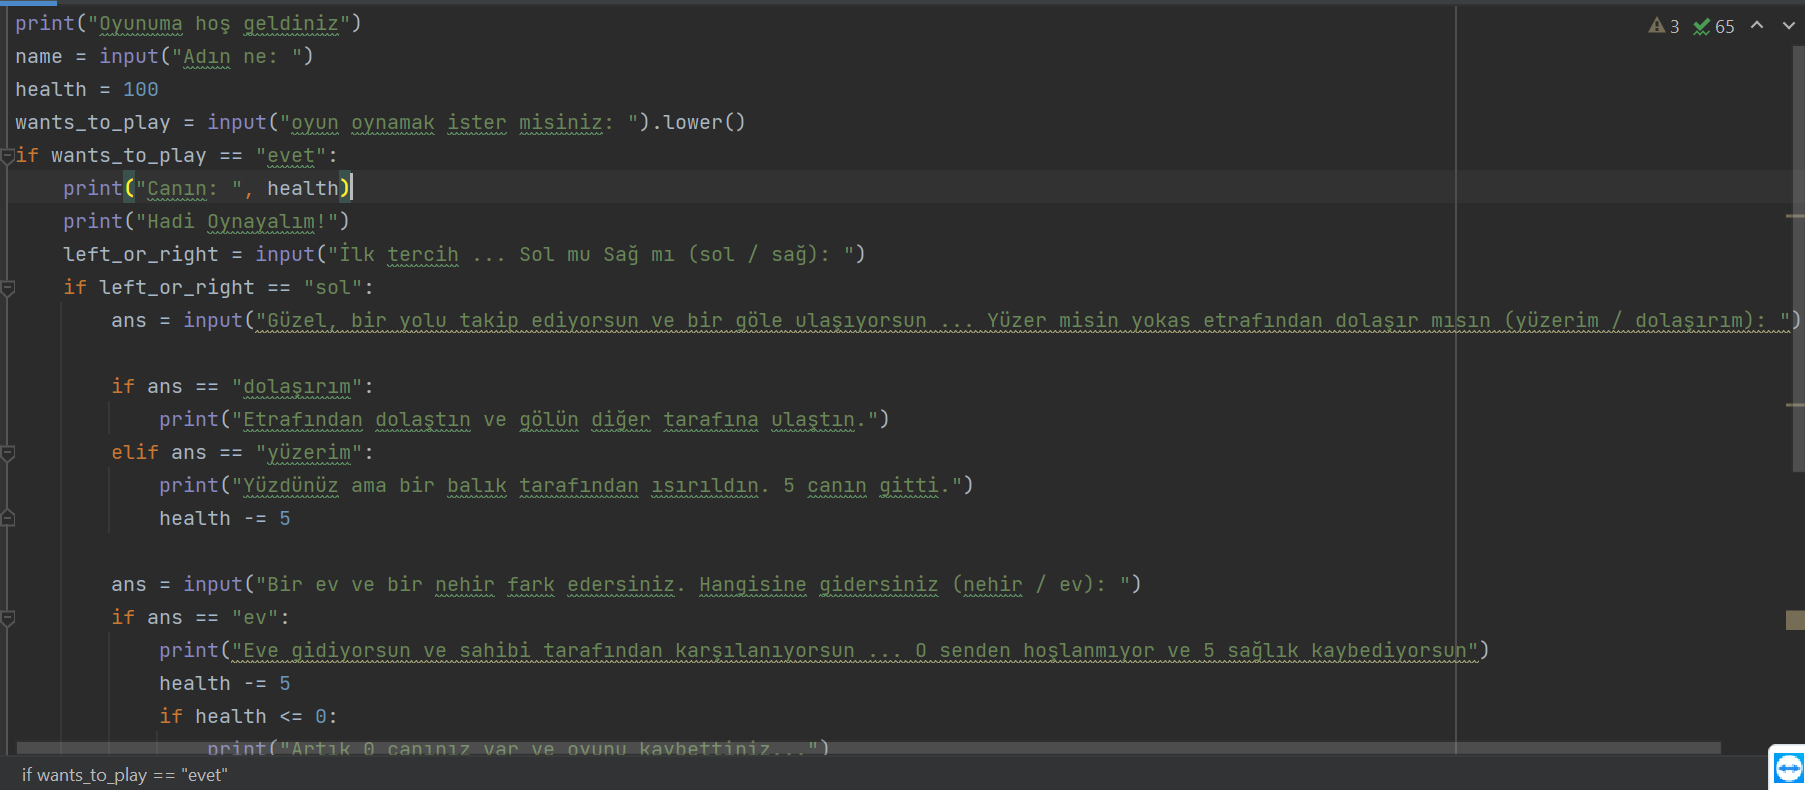 print("Oyunuma hoş geldiniz")
name = input("Adın ne: ")
health = 100
wants_to_play = input("oyun oynamak ister misiniz: ").lower()
if wants_to_play == "evet":
    print("Canın: ", health)
    print("Hadi Oynayalım!")
    left_or_right = input("İlk tercih ... Sol mu Sağ mı (sol / sağ): ")
    if left_or_right == "sol":
        ans = input("Güzel, bir yolu takip ediyorsun ve bir göle ulaşıyorsun ... Yüzer misin yokas etrafından dolaşır mısın (yüzerim / dolaşırım): ")
        if ans == "dolaşırım":
            print("Etrafından dolaştın ve gölün diğer tarafına ulaştın.")
        elif ans == "yüzerim":
            print("Yüzdünüz ama bir balık tarafından ısırıldın. 5 canın gitti.")
            health -= 5
        ans = input("Bir ev ve bir nehir fark edersiniz. Hangisine gidersiniz (nehir / ev): ")
        if ans == "ev":
            print("Eve gidiyorsun ve sahibi tarafından karşılanıyorsun ... O senden hoşlanmıyor ve 5 sağlık kaybediyorsun")
            health -= 5
            if health <= 0:
                print("Artık 0 canınız var ve oyunu kaybettiniz...")
3 65
if wants_to_play == "evet"